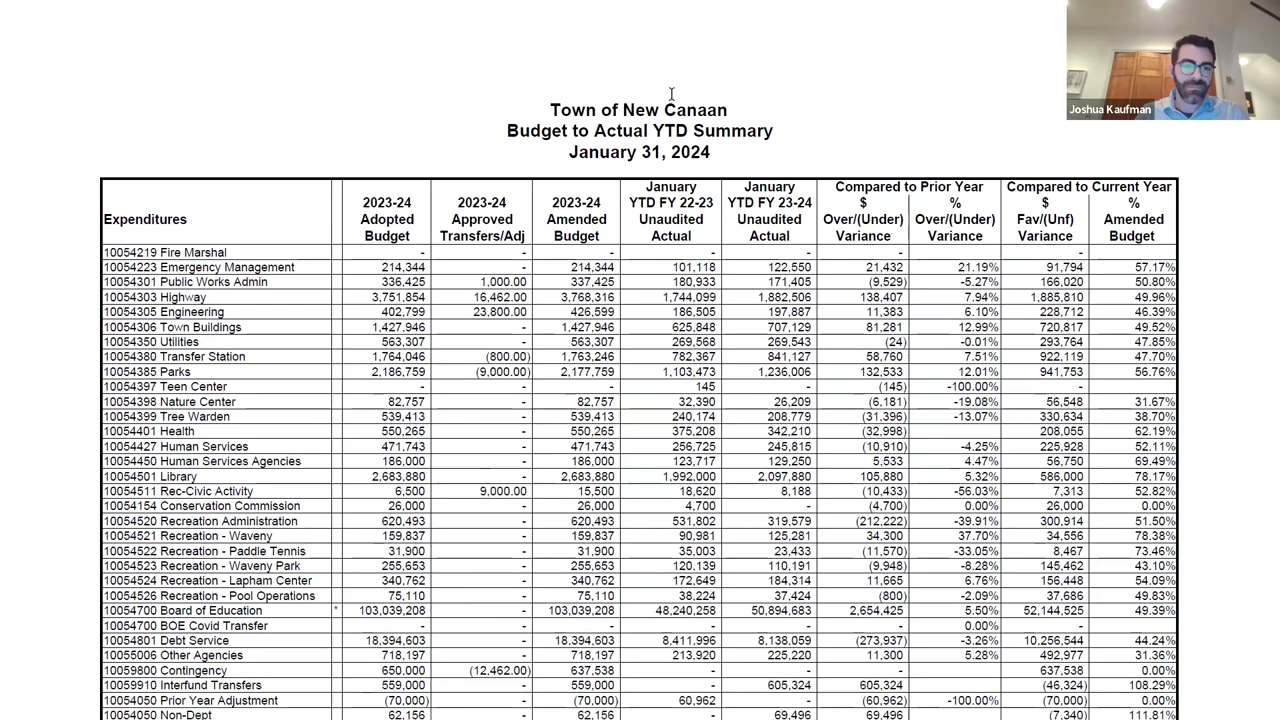 Joshua Kaufman
Town of New Canaan
Budget to Actual YTD Summary
January 31, 2024
January January Compared to Prior Year Compared to Current Year
2023-24 2023-24 2023-24 YTD FY 22-23 YTD FY 23-24 $ % $ %
Expenditures Adopted Approved Amended Unaudited Unaudited Over/(Under) Over/(Under) Fav/(Unf) Amended
Budget Transfers/Adj Budget Actual Actual Variance Variance Variance Budget
10054219 Fire Marshal - - - - - - -
10054223 Emergency Management 214,344 - 214,344 101,118 122,550 21,432 21.19% 91,794 57.17%
10054301 Public Works Admin 336,425 1,000.00 337,425 180,933 171,405 (9,529) -5.27% 166,020 50.80%
10054303 Highway 3,751,854 16,462.00 3,768,316 1,744,099 1,882,506 138,407 7.94% 1,885,810 49.96%
10054305 Engineering 402,799 23,800.00 426,599 186,505 197,887 11,383 6.10% 228,712 46.39%
10054306 Town Buildings 1,427,946 - 1,427,946 625,848 707,129 81,281 12.99% 720,817 49.52%
10054350 Utilities 563,307 - 563,307 269,568 269,543 (24) -0.01% 293,764 47.85%
10054380 Transfer Station 1,764,046 (800.00) 1,763,246 782,367 841,127 58,760 7.51% 922,119 47.70%
10054385 Parks 2,186,759 (9,000.00) 2,177,759 1,103,473 1,236,006 132,533 12.01% 941,753 56.76%
10054397 Teen Center - - - 145 - (145) -100.00% -
10054398 Nature Center 82,757 - 82,757 32,390 26,209 (6,181) -19.08% 56,548 31.67%
10054399 Tree Warden 539,413 - 539,413 240,174 208,779 (31,396) -13.07% 330,634 38.70%
10054401 Health 550,265 - 550,265 375,208 342,210 (32,998) 208,055 62.19%
10054427 Human Services 471,743 - 471,743 256,725 245,815 (10,910) -4.25% 225,928 52.11%
10054450 Human Services Agencies 186,000 - 186,000 123,717 129,250 5,533 4.47% 56,750 69.49%
10054501 Library 2,683,880 - 2,683,880 1,992,000 2,097,880 105,880 5.32% 586,000 78.17%
10054511 Rec-Civic Activity 6,500 9,000.00 15,500 18,620 8,188 (10,433) -56.03% 7,313 52.82%
10054154 Conservation Commission 26,000 - 26,000 4,700 - (4,700) 0.00% 26,000 0.00%
10054520 Recreation Administration 620,493 - 620,493 531,802 319,579 (212,222) -39.91% 300,914 51.50%
10054521 Recreation - Waveny 159,837 - 159,837 90,981 125,281 34,300 37.70% 34,556 78.38%
10054522 Recreation - Paddle Tennis 31,900 - 31,900 35,003 23,433 (11,570) -33.05% 8,467 73.46%
10054523 Recreation - Waveny Park 255,653 - 255,653 120,139 110,191 (9,948) -8.28% 145,462 43.10%
10054524 Recreation - Lapham Center 340,762 - 340,762 172,649 184,314 11,665 6.76% 156,448 54.09%
10054526 Recreation - Pool Operations 75,110 - 75,110 38,224 37,424 (800) -2.09% 37,686 49.83%
10054700 Board of Education * 103,039,208 - 103,039,208 48,240,258 50,894,683 2,654,425 5.50% 52,144,525 49.39%
10054700 BOE Covid Transfer - - - - - - 0.00% -
10054801 Debt Service 18,394,603 - 18,394,603 8,411,996 8,138,059 (273,937) -3.26% 10,256,544 44.24%
10055006 Other Agencies 718,197 - 718,197 213,920 225,220 11,300 5.28% 492,977 31.36%
10059800 Contingency 650,000 (12,462.00) 637,538 - - - 637,538 0.00%
10059910 Interfund Transfers 559,000 - 559,000 - 605,324 605,324 (46,324) 108.29%
10054050 Prior Year Adjustment (70,000) - (70,000) 60,962 - (60,962) -100.00% (70,000) 0.00%
10054050 Non-Dept 62,156 - 62,156 - 69,496 69,496 (7,340) 111.81%